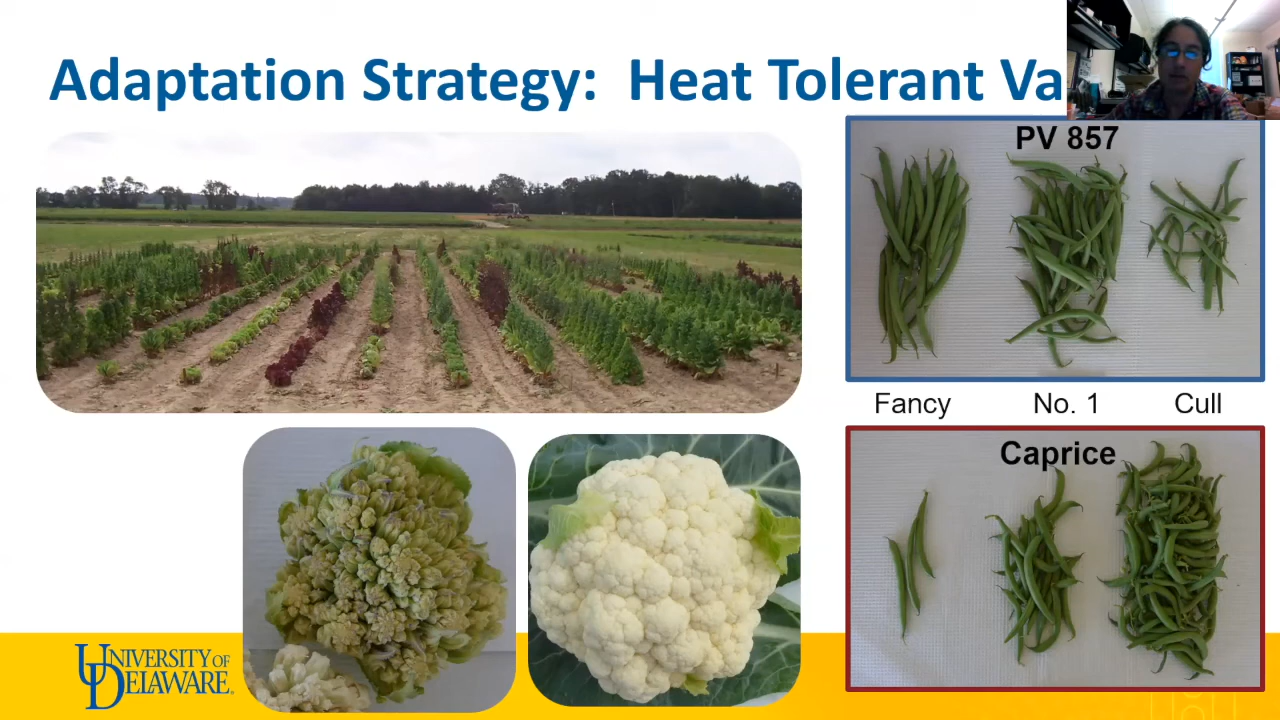 Adaptation Strategy: Heat Tolerant Va
PV 857
Fancy No. 1 Cull
Caprice
UNIVERSITY OF
DELAWARE